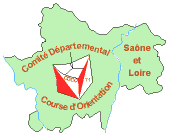 Comité Départemental
Saône
et
Loire
Course d'Orientation